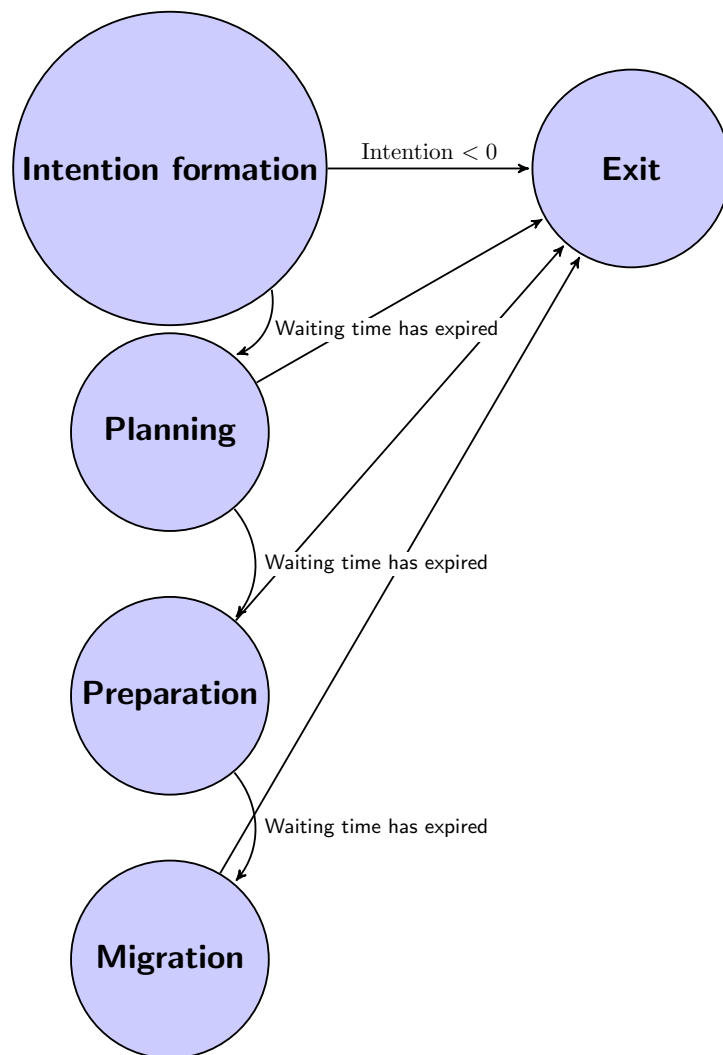 Intention formation
Intention < 0
Exit
Waiting time has expired
Planning
Waiting time has expired
Preparation
Waiting time has expired
Migration